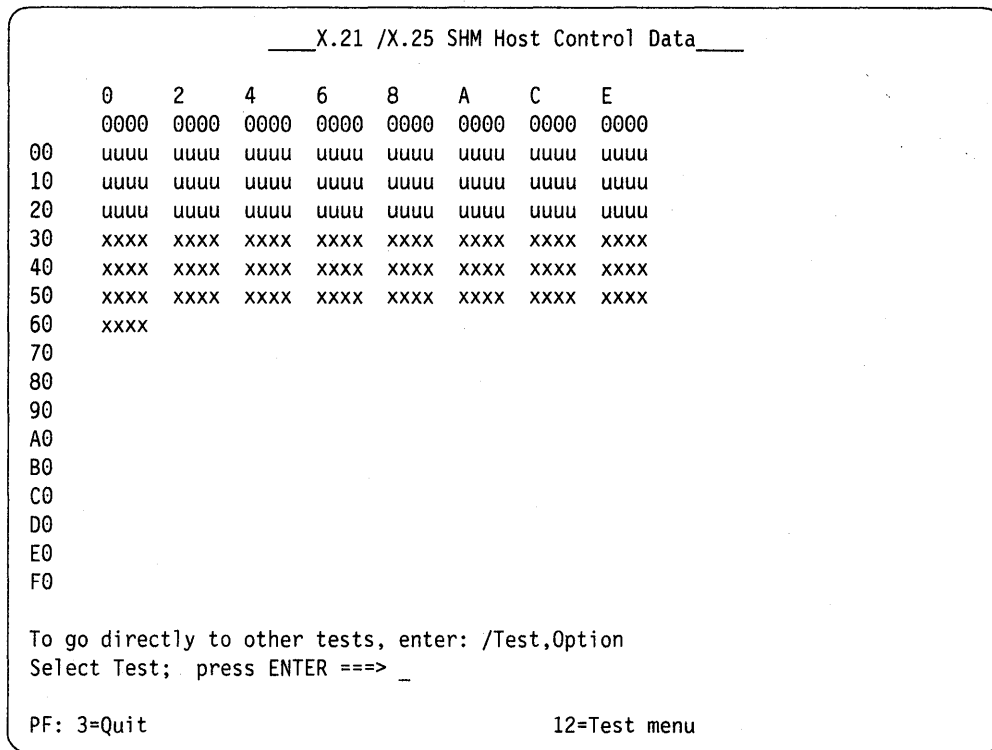 ____X.21 /X.25 SHM Host Control Data____
0 2 4 6 8 A C E
0000 0000 0000 0000 0000 0000 0000 0000
00 uuuu uuuu uuuu uuuu uuuu uuuu uuuu uuuu
10 uuuu uuuu uuuu uuuu uuuu uuuu uuuu uuuu
20 uuuu uuuu uuuu uuuu uuuu uuuu uuuu uuuu
30 xxxx xxxx xxxx xxxx xxxx xxxx xxxx xxxx
40 xxxx xxxx xxxx xxxx xxxx xxxx xxxx xxxx
50 xxxx xxxx xxxx xxxx xxxx xxxx xxxx xxxx
60 xxxx
70
80
90
A0
B0
C0
D0
E0
F0
To go directly to other tests, enter: /Test,Option
Select Test; press ENTER ===> _
PF: 3=Quit 12=Test menu